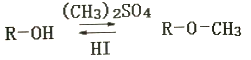 (CH₃)₂SO₄
R-OH ⇌ R-O-CH₃
HI